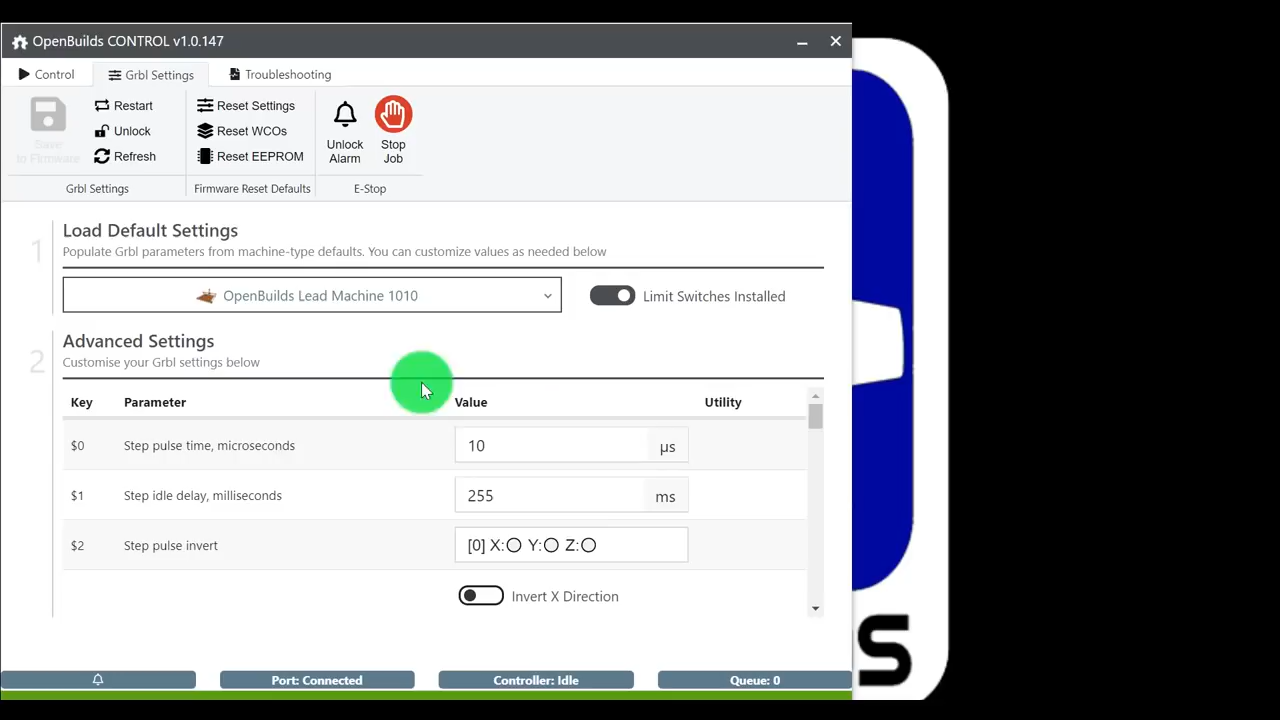 OpenBuilds CONTROL v1.0.147
Control
Grbl Settings
Troubleshooting
Save
to Firmware
Restart
Unlock
Refresh
Grbl Settings
Reset Settings
Reset WCOs
Reset EEPROM
Firmware Reset Defaults
Unlock
Alarm
Stop
Job
E-Stop
1
Load Default Settings
Populate Grbl parameters from machine-type defaults. You can customize values as needed below
OpenBuilds Lead Machine 1010
Limit Switches Installed
2
Advanced Settings
Customise your Grbl settings below
Key Parameter Value Utility
$0 Step pulse time, microseconds 10 µs
$1 Step idle delay, milliseconds 255 ms
$2 Step pulse invert [0] X: Y: Z:
Invert X Direction
Port: Connected
Controller: Idle
Queue: 0